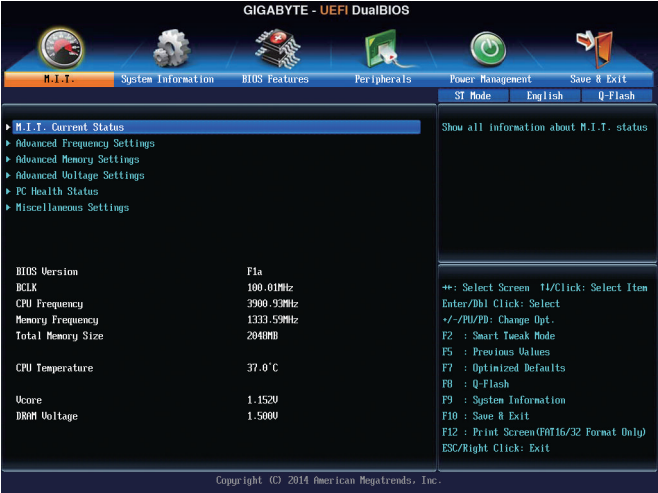 GIGABYTE - UEFI DualBIOS
M.I.T. System Information BIOS Features Peripherals Power Management Save & Exit
ST Mode English Q-Flash
M.I.T. Current Status
Advanced Frequency Settings
Advanced Memory Settings
Advanced Voltage Settings
PC Health Status
Miscellaneous Settings
BIOS Version F1a
BCLK 100.01MHz
CPU Frequency 3900.93MHz
Memory Frequency 1333.59MHz
Total Memory Size 2048MB
CPU Temperature 37.0°C
Vcore 1.152V
DRAM Voltage 1.500V
Show all information about M.I.T. status
→←: Select Screen ↑↓/Click: Select Item
Enter/Dbl Click: Select
+/-/PU/PD: Change Opt.
F2 : Smart Tweak Mode
F5 : Previous Values
F7 : Optimized Defaults
F8 : Q-Flash
F9 : System Information
F10 : Save & Exit
F12 : Print Screen(FAT16/32 Format Only)
ESC/Right Click: Exit
Copyright (C) 2014 American Megatrends, Inc.